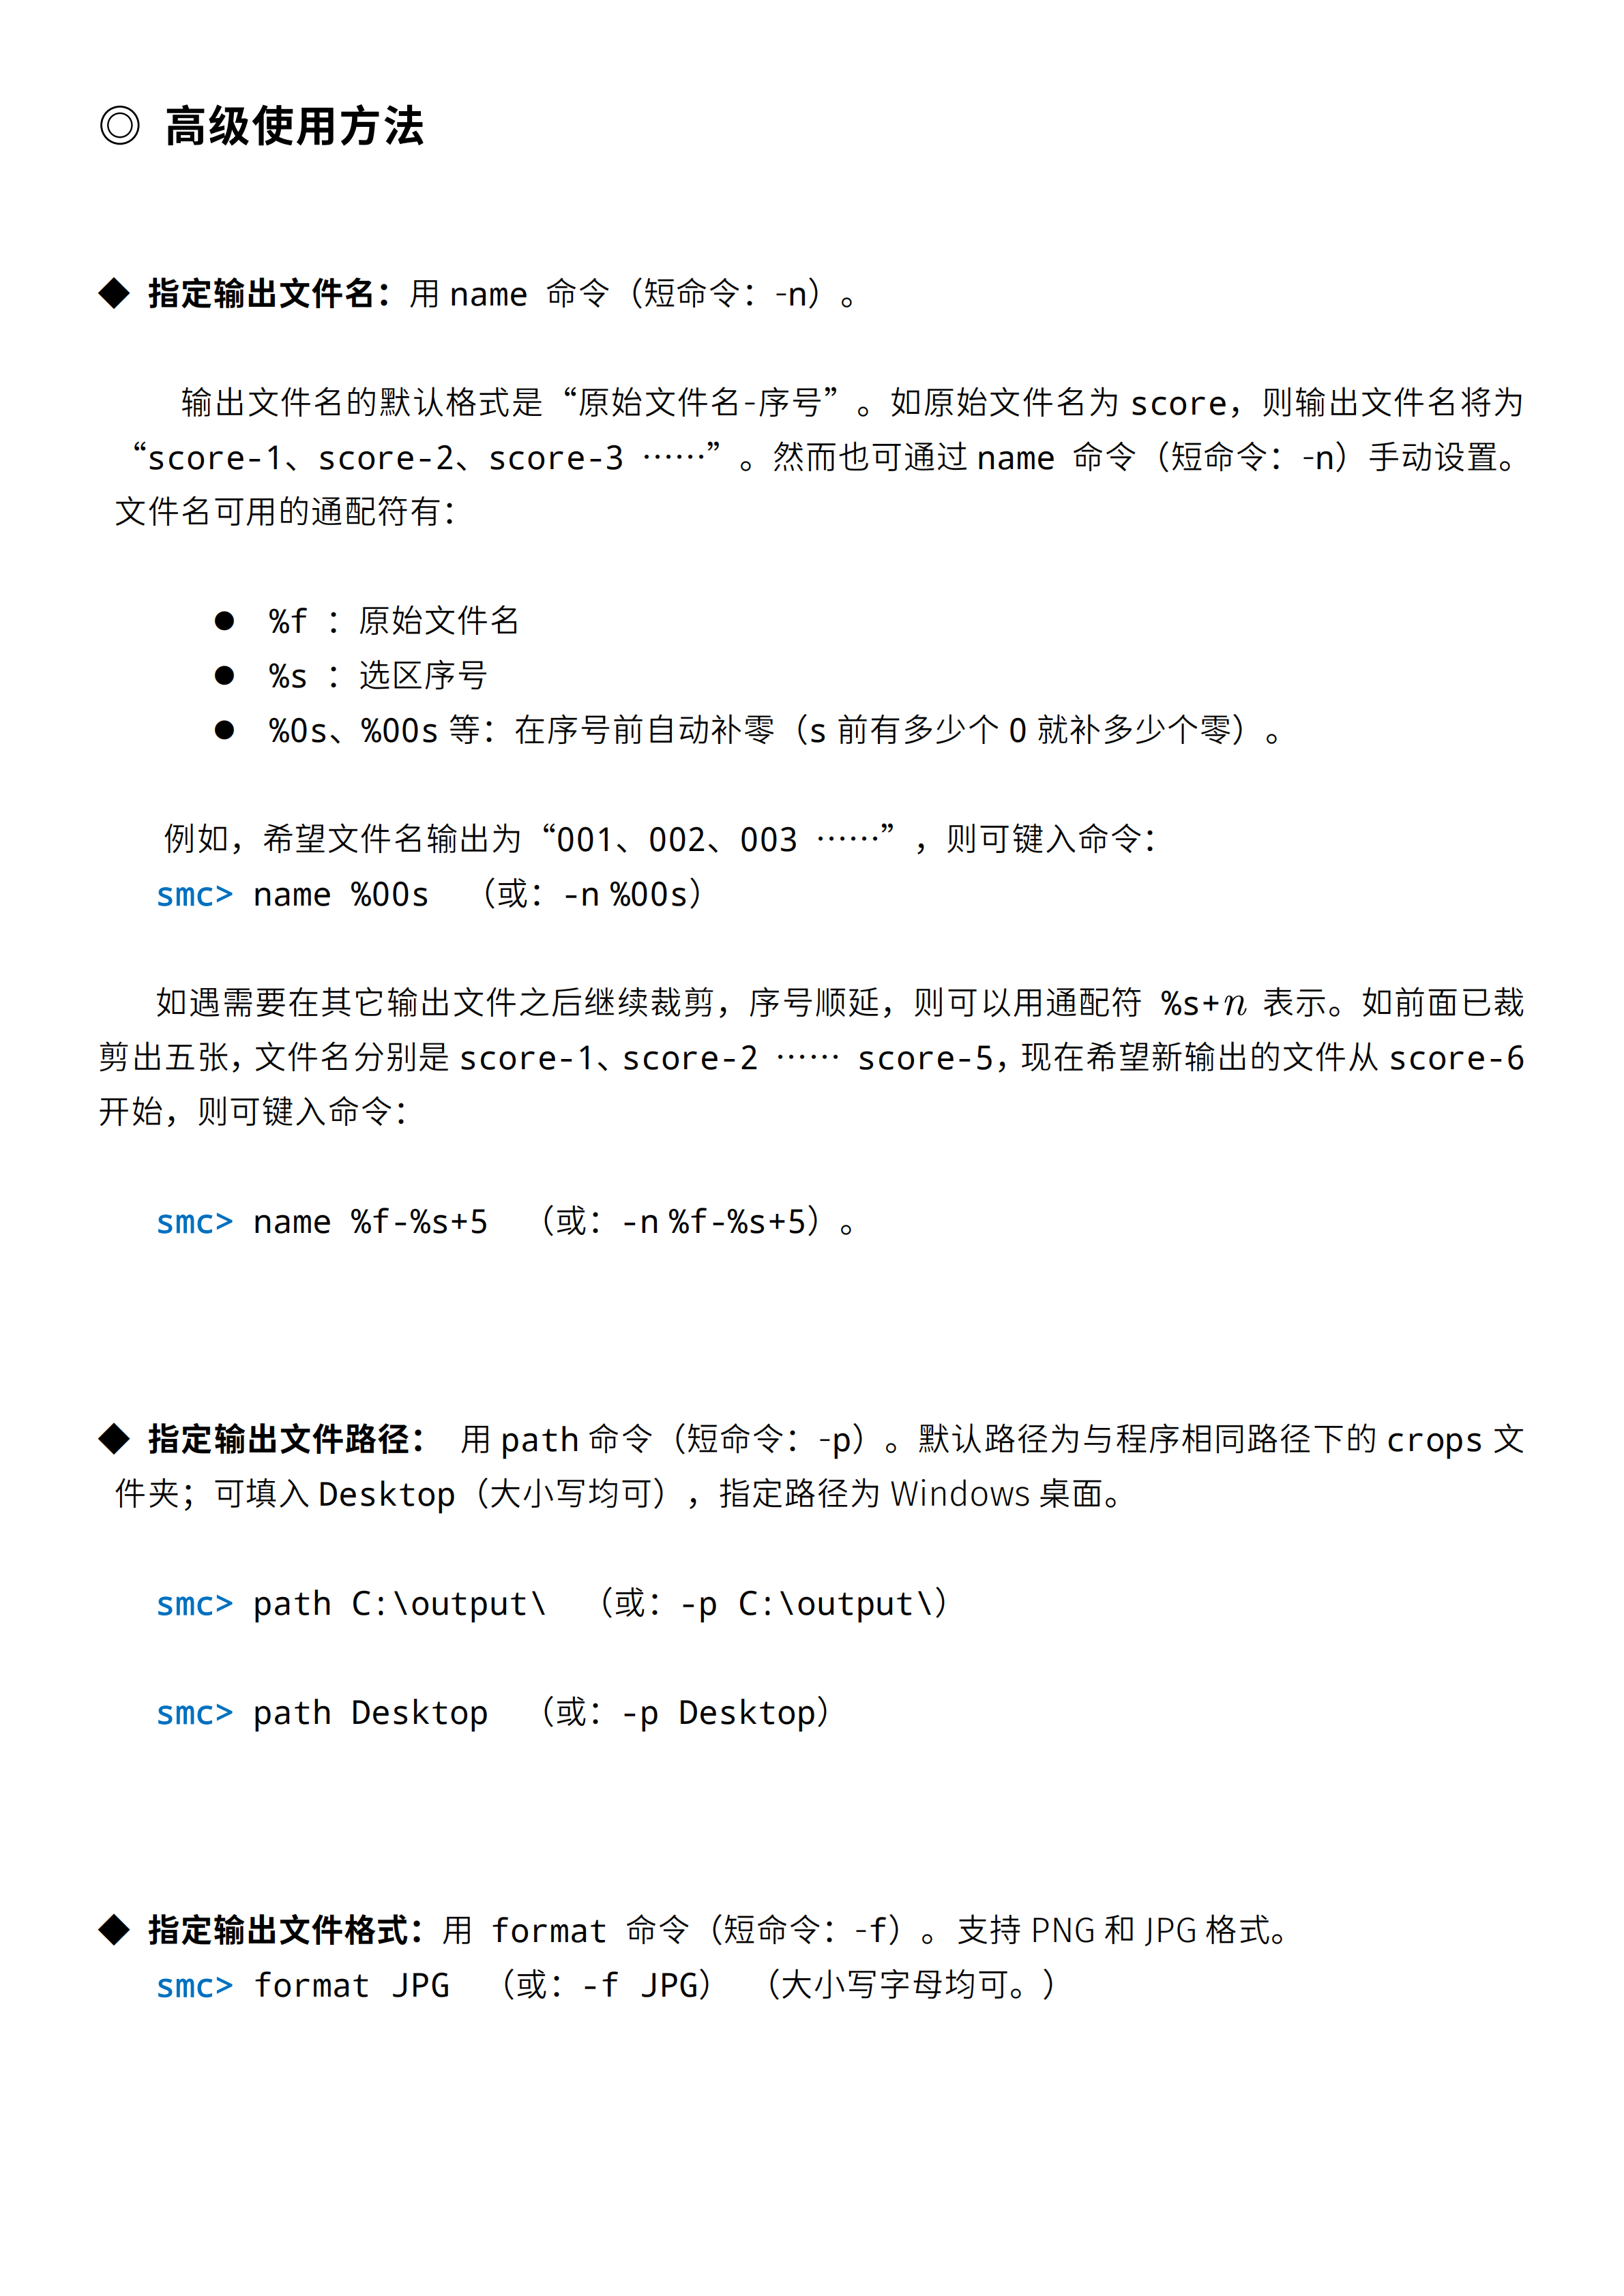 ◎ 高级使用方法
◆ 指定输出文件名：用 name 命令（短命令：-n）。
输出文件名的默认格式是“原始文件名-序号”。如原始文件名为 score，则输出文件名将为
“score-1、score-2、score-3 ……”。然而也可通过 name 命令（短命令：-n）手动设置。
文件名可用的通配符有：
● %f ：原始文件名
● %s ：选区序号
● %0s、%00s 等：在序号前自动补零（s 前有多少个 0 就补多少个零）。
例如，希望文件名输出为“001、002、003 ……”，则可键入命令：
smc> name %00s （或：-n %00s）
如遇需要在其它输出文件之后继续裁剪，序号顺延，则可以用通配符 %s+n 表示。如前面已裁
剪出五张，文件名分别是 score-1、score-2 …… score-5，现在希望新输出的文件从 score-6
开始，则可键入命令：
smc> name %f-%s+5 （或：-n %f-%s+5）。
◆ 指定输出文件路径： 用 path 命令（短命令：-p）。默认路径为与程序相同路径下的 crops 文
件夹；可填入 Desktop（大小写均可），指定路径为 Windows 桌面。
smc> path C:\output\ （或：-p C:\output\）
smc> path Desktop （或：-p Desktop）
◆ 指定输出文件格式：用 format 命令（短命令：-f）。支持 PNG 和 JPG 格式。
smc> format JPG （或：-f JPG） （大小写字母均可。）